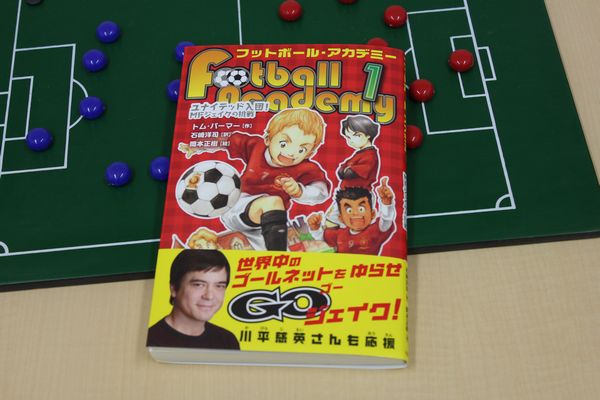 フットボール・アカデミー
Football
Academy 1
ユナイテッド入団!
MFジェイクの挑戦
トム・パーマー(作)
石崎洋司(訳)
岡本正樹(絵)
世界中の
ゴールネットをゆらせ
GO ゴー
ジェイク!
川平慈英さんも応援